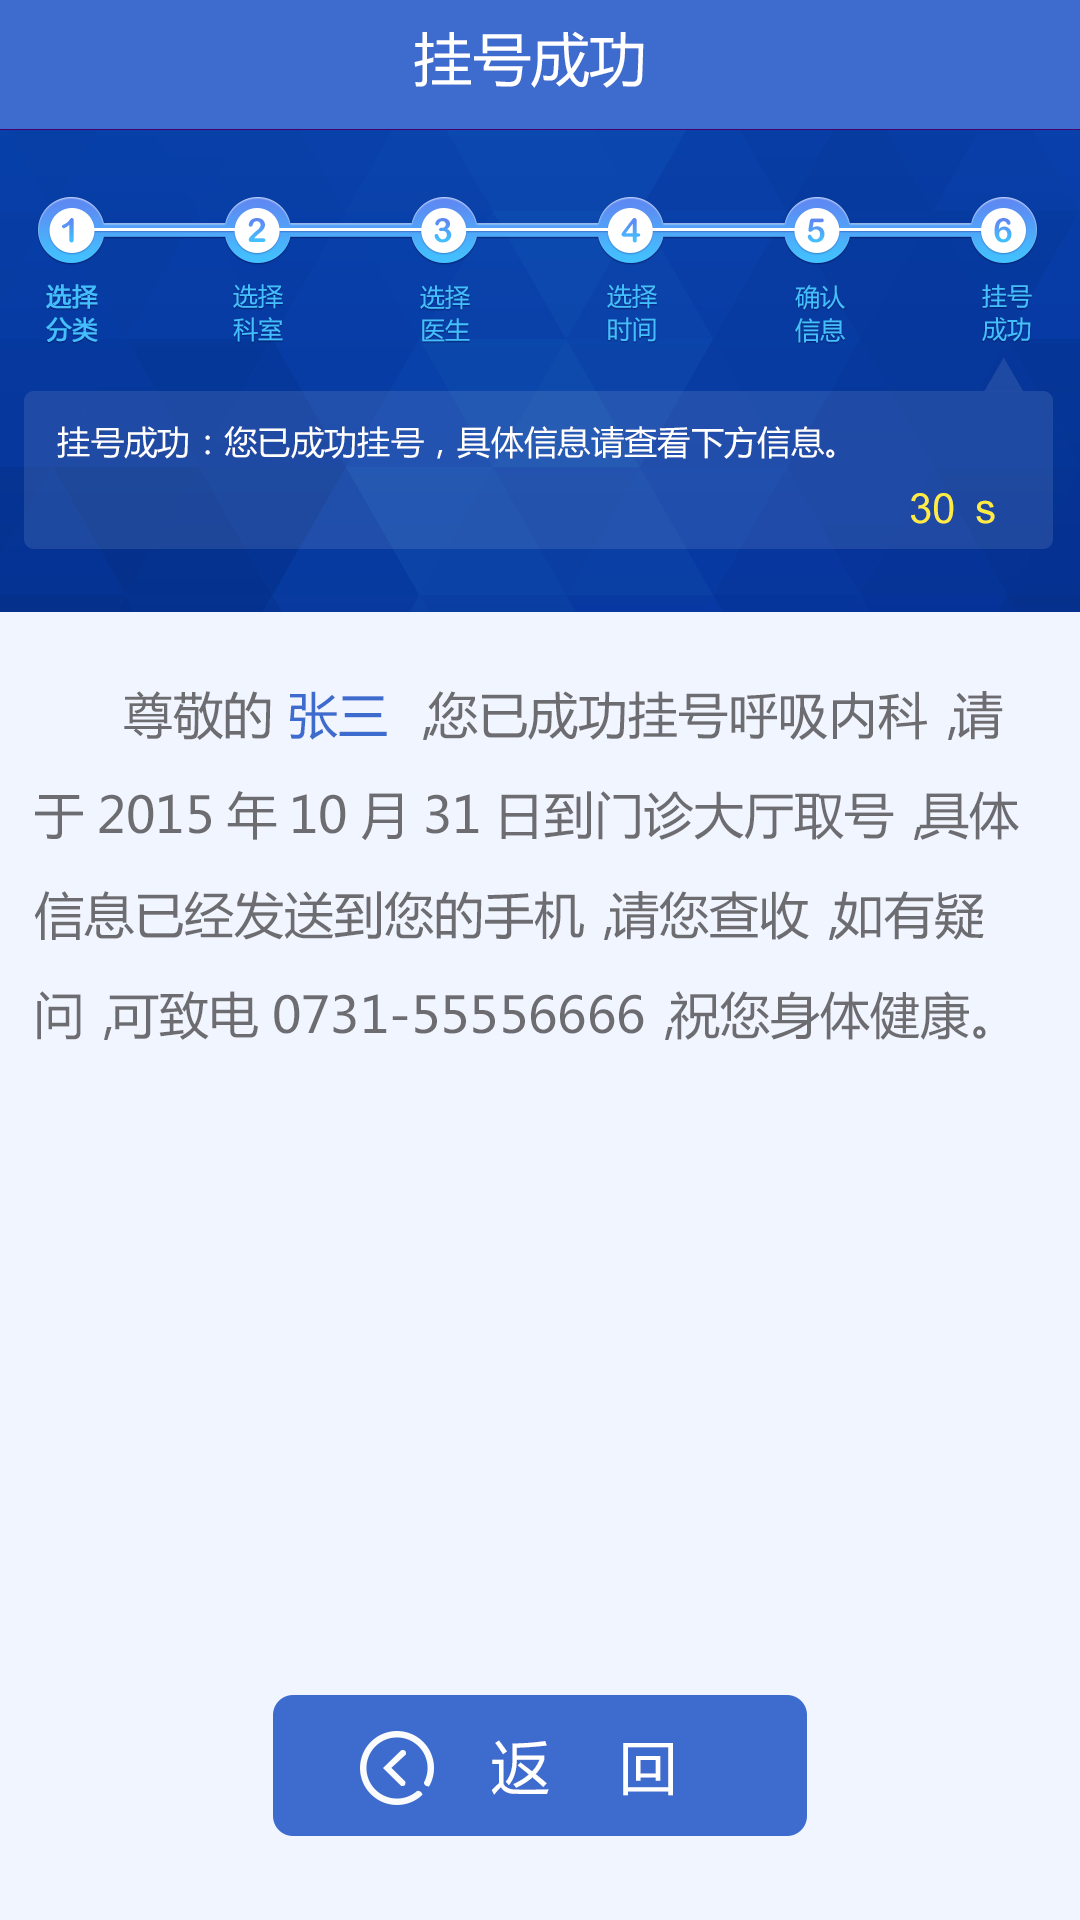 挂号成功
1 2 3 4 5 6
选择 选择 选择 选择 确认 挂号
分类 科室 医生 时间 信息 成功
挂号成功：您已成功挂号，具体信息请查看下方信息。
30 s
尊敬的 张三 ,您已成功挂号呼吸内科 ,请
于 2015 年 10 月 31 日到门诊大厅取号 ,具体
信息已经发送到您的手机 ,请您查收 ,如有疑
问 ,可致电 0731-55556666 ,祝您身体健康。
返 回